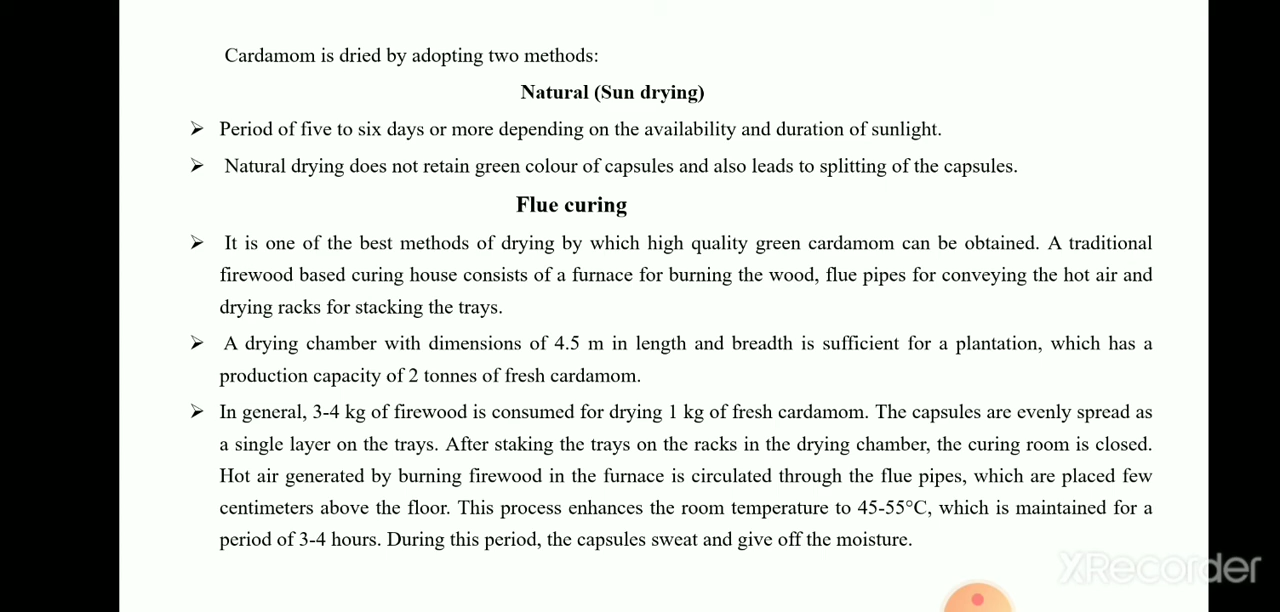 Cardamom is dried by adopting two methods:
Natural (Sun drying)
➢ Period of five to six days or more depending on the availability and duration of sunlight.
➢ Natural drying does not retain green colour of capsules and also leads to splitting of the capsules.
Flue curing
➢ It is one of the best methods of drying by which high quality green cardamom can be obtained. A traditional
firewood based curing house consists of a furnace for burning the wood, flue pipes for conveying the hot air and
drying racks for stacking the trays.
➢ A drying chamber with dimensions of 4.5 m in length and breadth is sufficient for a plantation, which has a
production capacity of 2 tonnes of fresh cardamom.
➢ In general, 3-4 kg of firewood is consumed for drying 1 kg of fresh cardamom. The capsules are evenly spread as
a single layer on the trays. After staking the trays on the racks in the drying chamber, the curing room is closed.
Hot air generated by burning firewood in the furnace is circulated through the flue pipes, which are placed few
centimeters above the floor. This process enhances the room temperature to 45-55°C, which is maintained for a
period of 3-4 hours. During this period, the capsules sweat and give off the moisture.
XRecorder